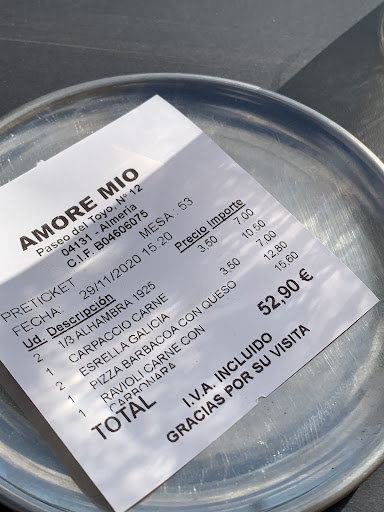 AMORE MIO
Paseo del Toyo, Nº 12
04131 - Almería
C.I.F. B04606075
PRETICKET
FECHA: 29/11/2020 15 20 MESA : 53
Ud Descripción Precio Importe
2 1/3 ALHAMBRA 1925 3.50 7.00
1 CARPACCIO CARNE 10.50
2 ESRELLA GALICIA 3.50 7.00
1 PIZZA BARBACOA CON QUESO 12.80
1 RAVIOLI CARNE CON 15.60
CARBONARA
TOTAL 52,90 €
I.V.A. INCLUIDO
GRACIAS POR SU VISITA